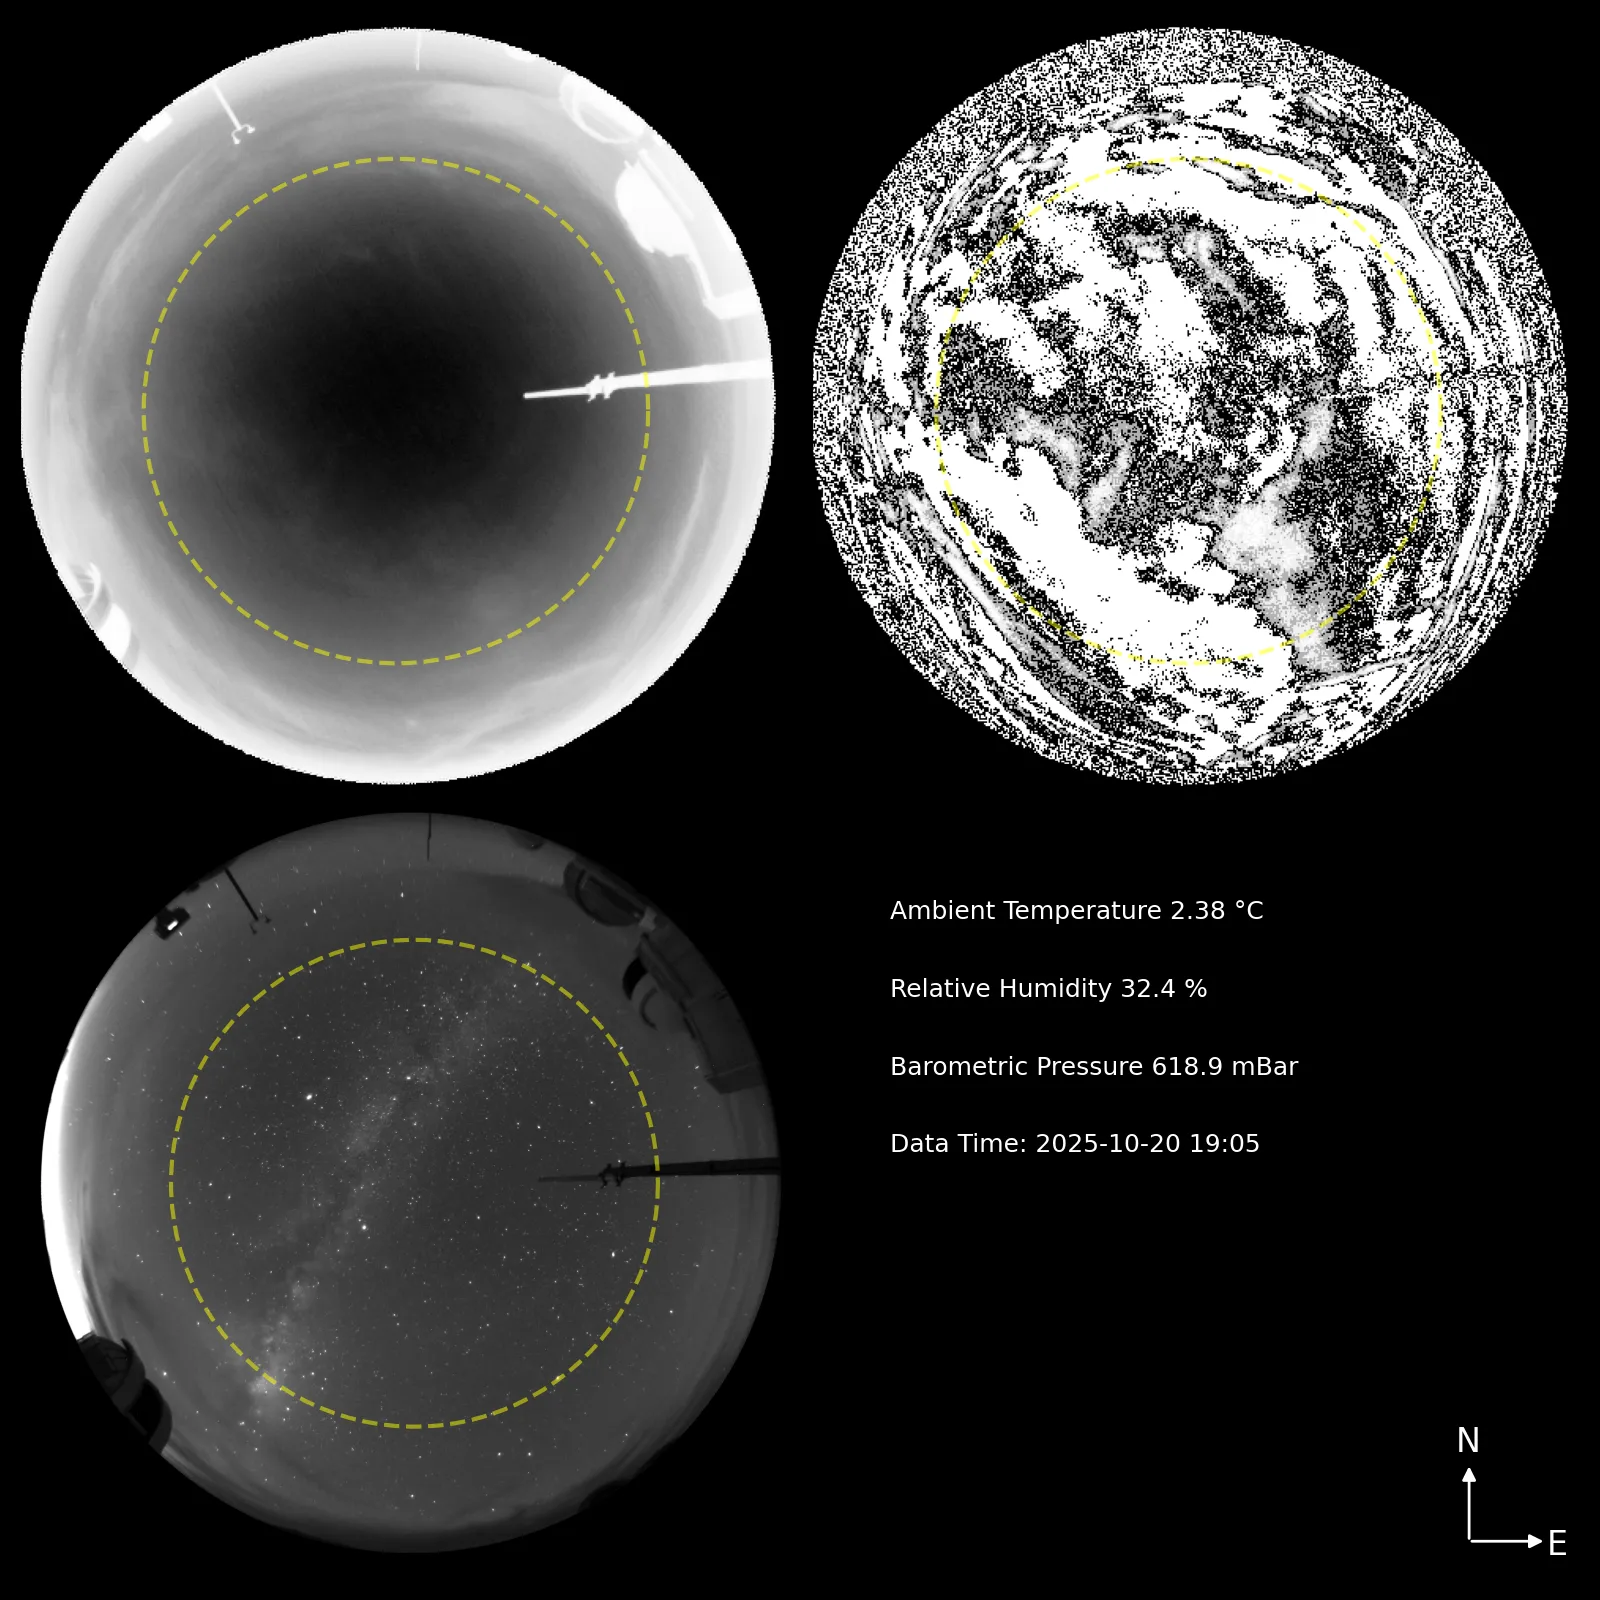 Ambient Temperature 2.38 °C
Relative Humidity 32.4 %
Barometric Pressure 618.9 mBar
Data Time: 2025-10-20 19:05
N
E